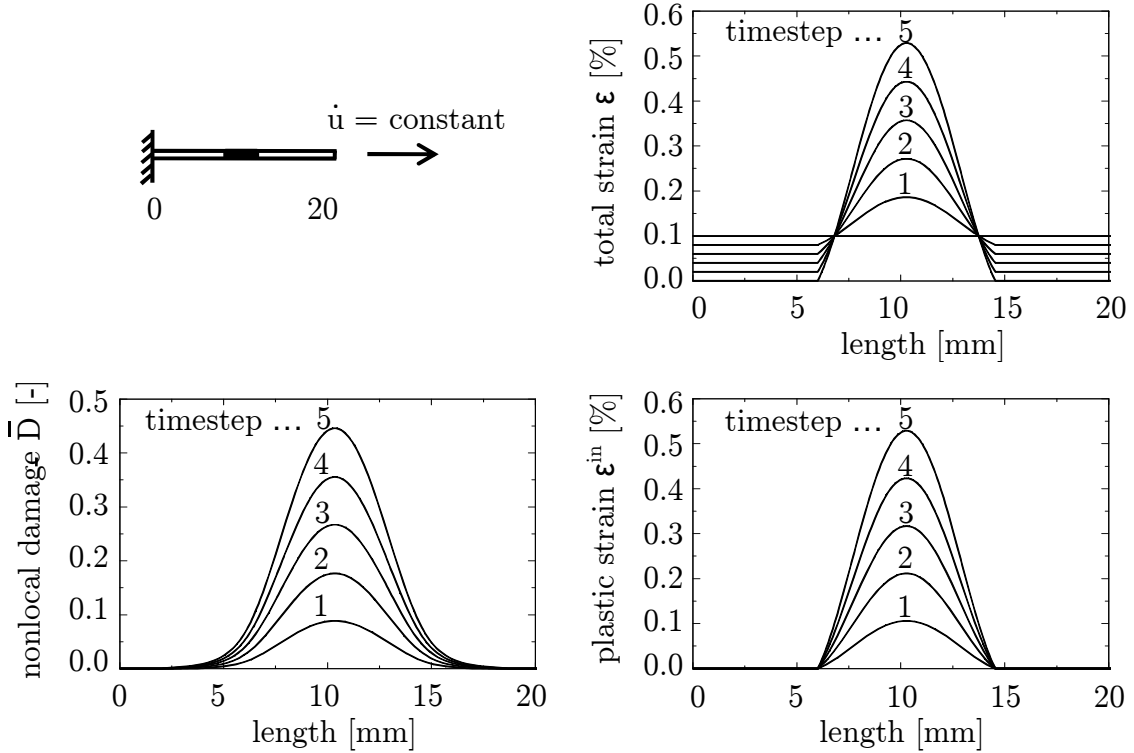 u̇ = constant
0 20
0.6
0.5
0.4
0.3
0.2
0.1
0.0
total strain ε [%]
timestep ... 5
4
3
2
1
0 5 10 15 20
length [mm]
0.5
0.4
0.3
0.2
0.1
0.0
nonlocal damage D̅ [-]
timestep ... 5
4
3
2
1
0 5 10 15 20
length [mm]
0.6
0.5
0.4
0.3
0.2
0.1
0.0
plastic strain εⁱⁿ [%]
timestep ... 5
4
3
2
1
0 5 10 15 20
length [mm]